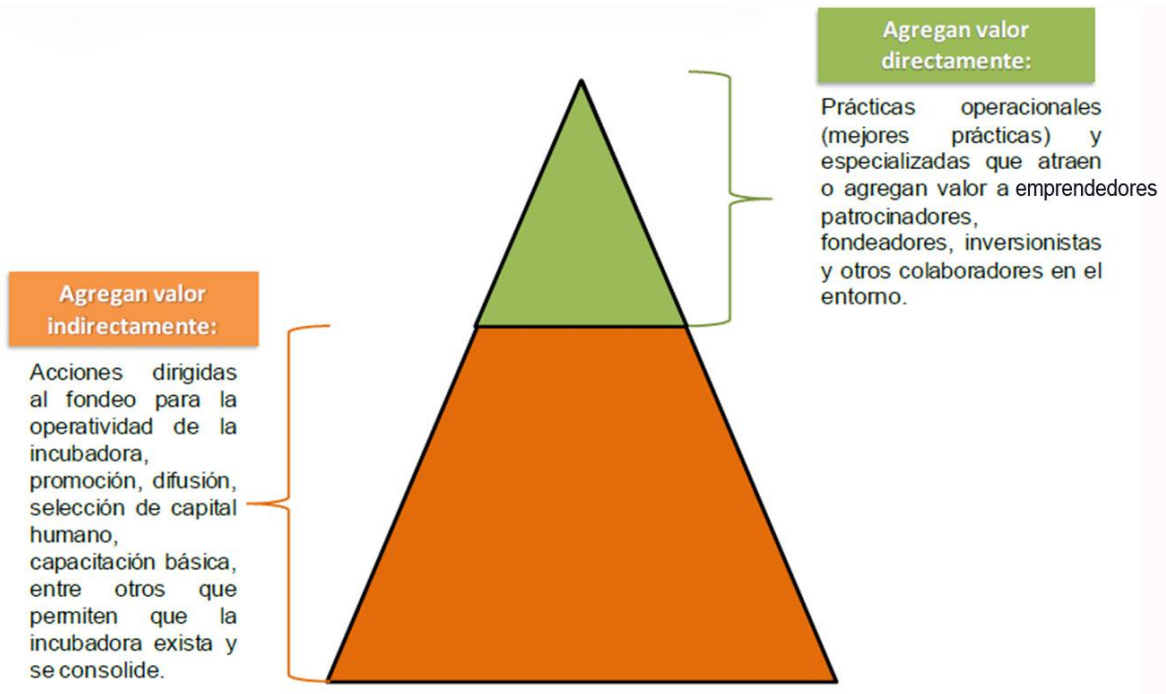 Agregan valor
directamente:
Prácticas operacionales
(mejores prácticas) y
especializadas que atraen
o agregan valor a emprendedores
patrocinadores,
fondeadores, inversionistas
y otros colaboradores en el
entorno.
Agregan valor
indirectamente:
Acciones dirigidas
al fondeo para la
operatividad de la
incubadora,
promoción, difusión,
selección de capital
humano,
capacitación básica,
entre otros que
permiten que la
incubadora exista y
se consolide.